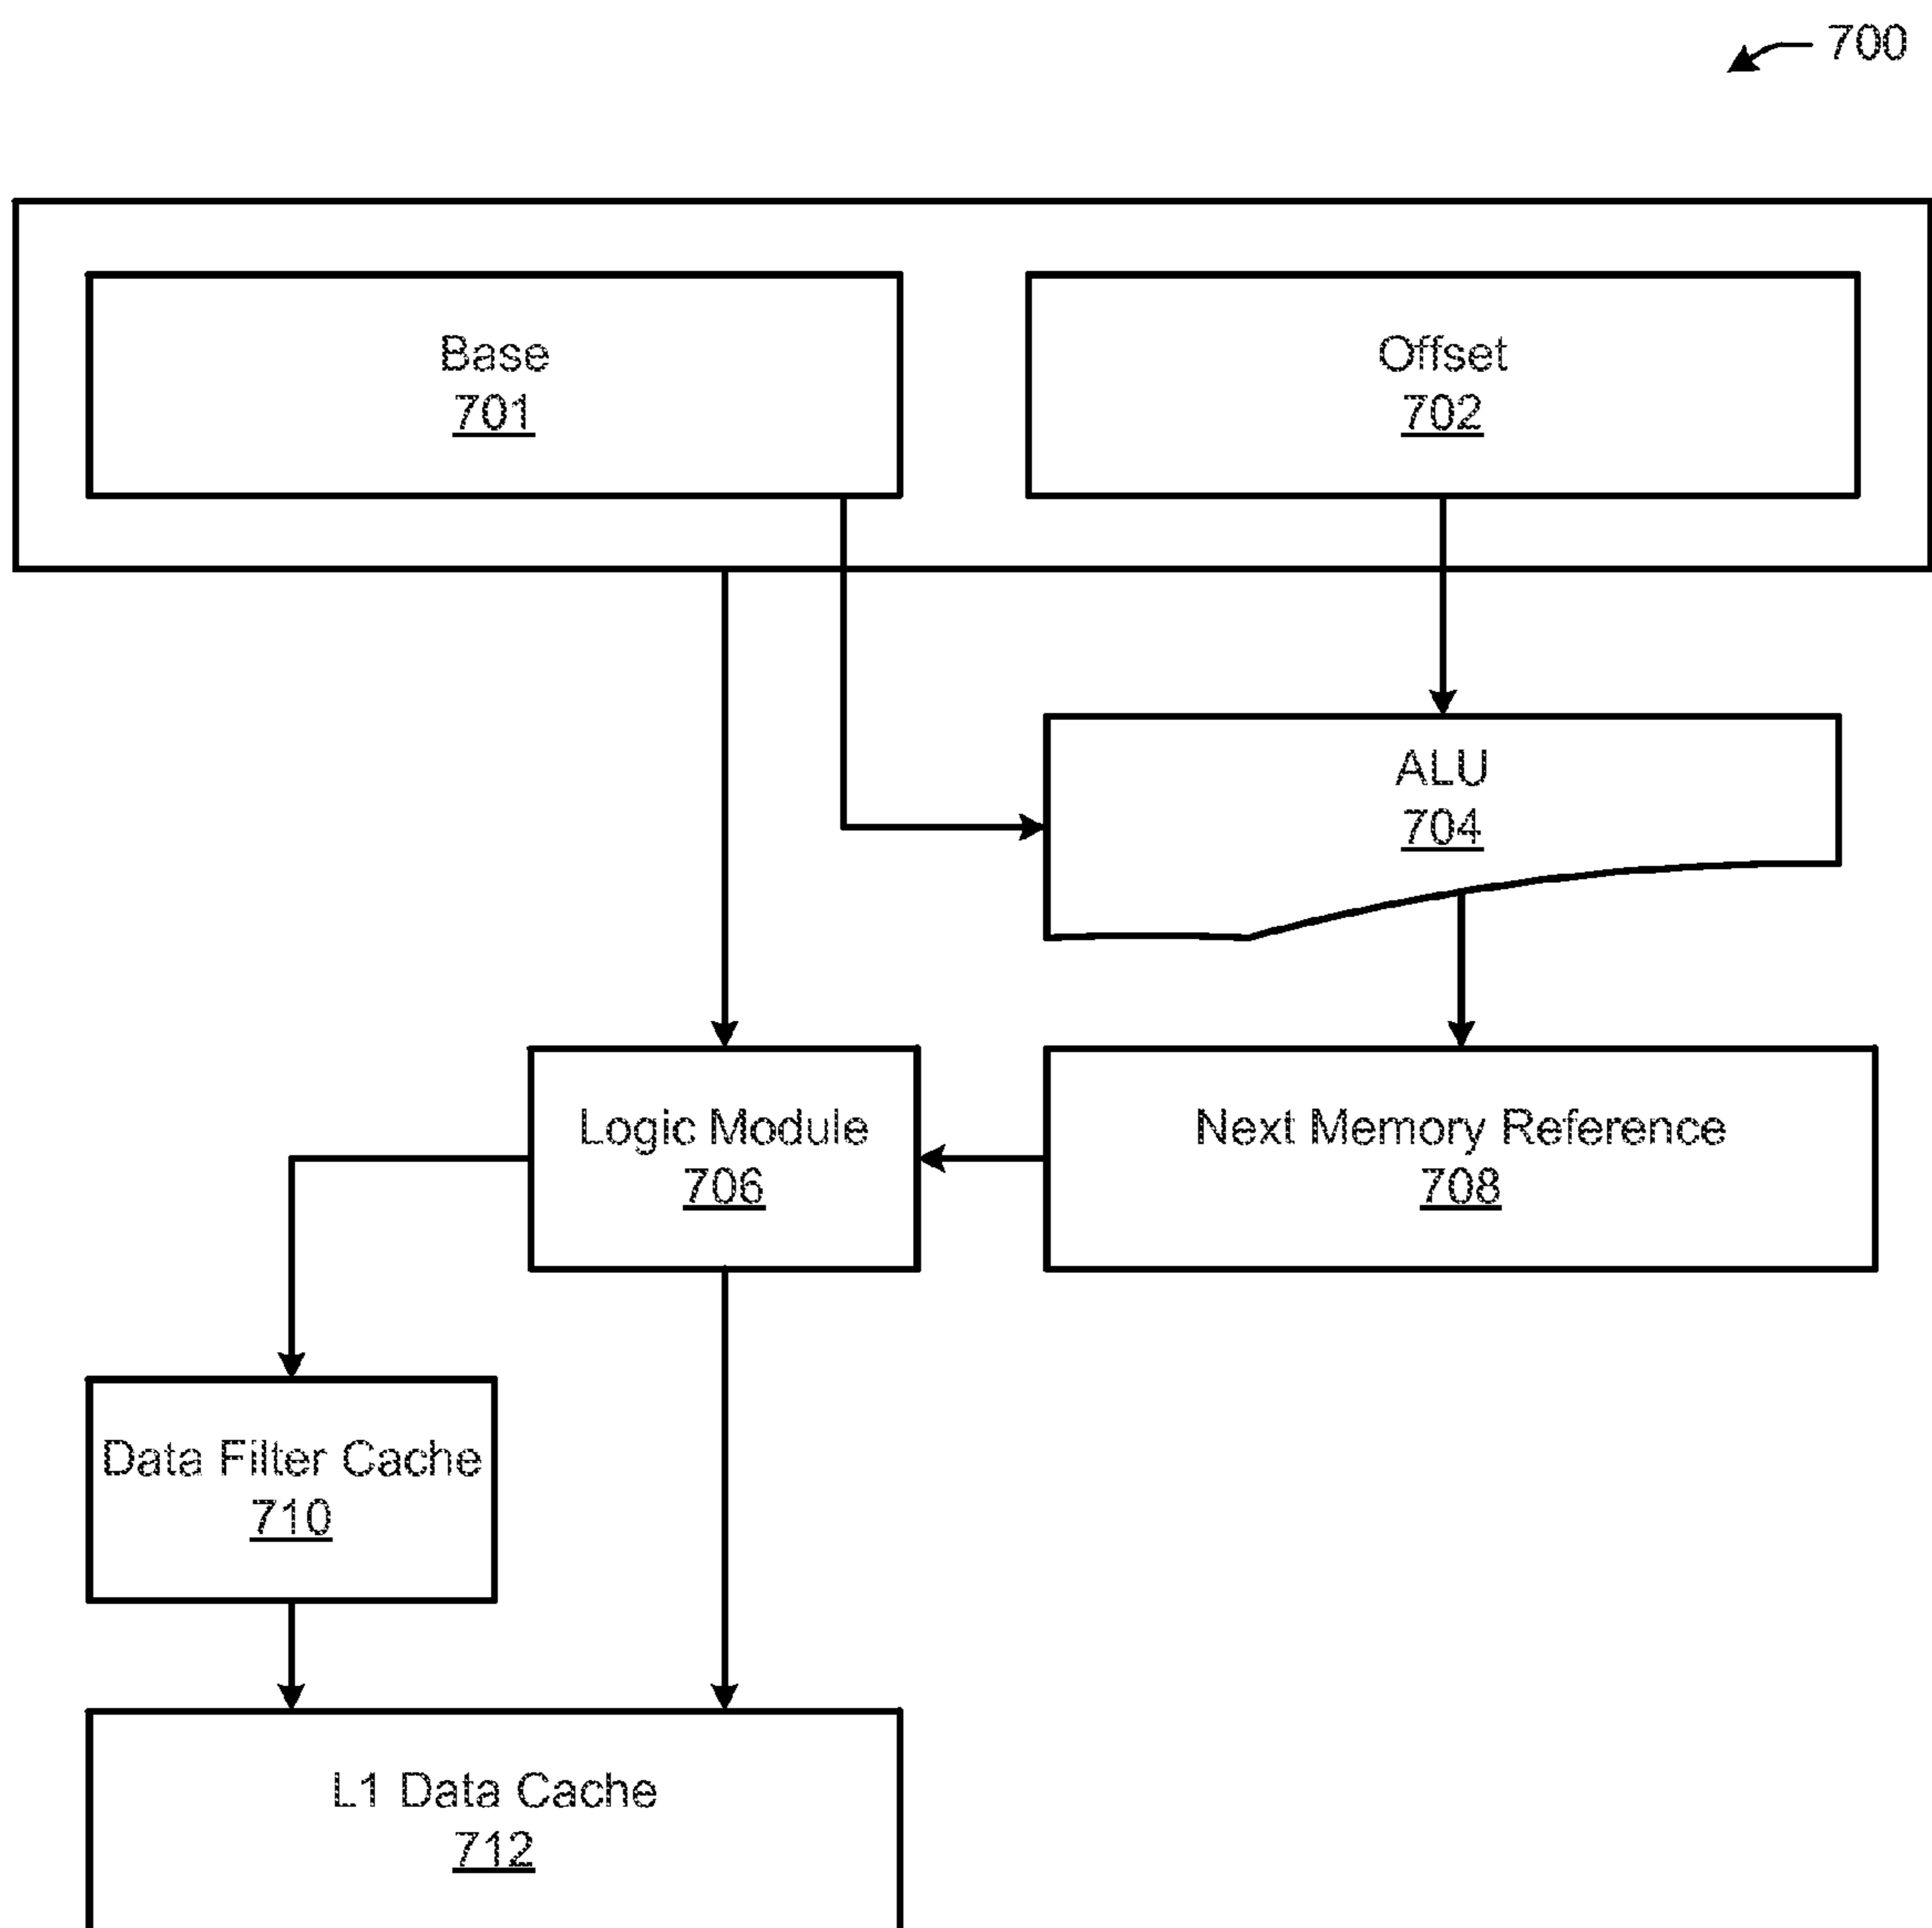 700
Base
701
Offset
702
ALU
704
Logic Module
706
Next Memory Reference
708
Data Filter Cache
710
L1 Data Cache
712